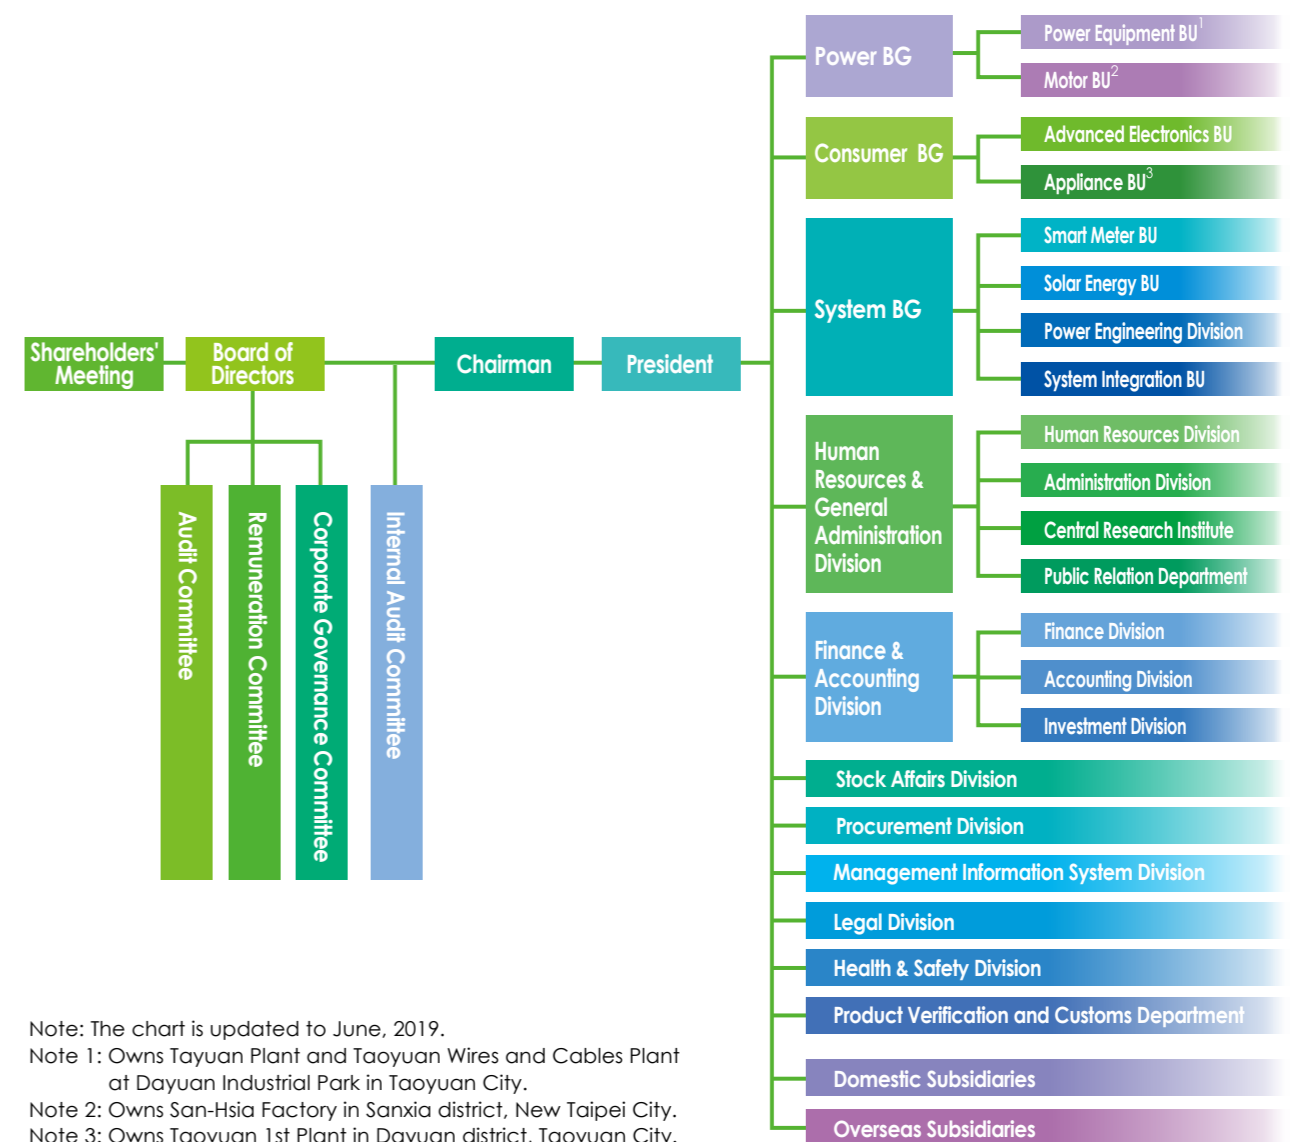 Shareholders'
Meeting
Board of
Directors
Chairman
President
Audit Committee
Remuneration Committee
Corporate Governance Committee
Internal Audit Committee
Power BG
Power Equipment BU1
Motor BU2
Consumer BG
Advanced Electronics BU
Appliance BU3
System BG
Smart Meter BU
Solar Energy BU
Power Engineering Division
System Integration BU
Human
Resources &
General
Administration
Division
Human Resources Division
Administration Division
Central Research Institute
Public Relation Department
Finance &
Accounting
Division
Finance Division
Accounting Division
Investment Division
Stock Affairs Division
Procurement Division
Management Information System Division
Legal Division
Health & Safety Division
Product Verification and Customs Department
Domestic Subsidiaries
Overseas Subsidiaries
Note: The chart is updated to June, 2019.
Note 1: Owns Tayuan Plant and Taoyuan Wires and Cables Plant
at Dayuan Industrial Park in Taoyuan City.
Note 2: Owns San-Hsia Factory in Sanxia district, New Taipei City.
Note 3: Owns Taoyuan 1st Plant in Dayuan district, Taoyuan City.